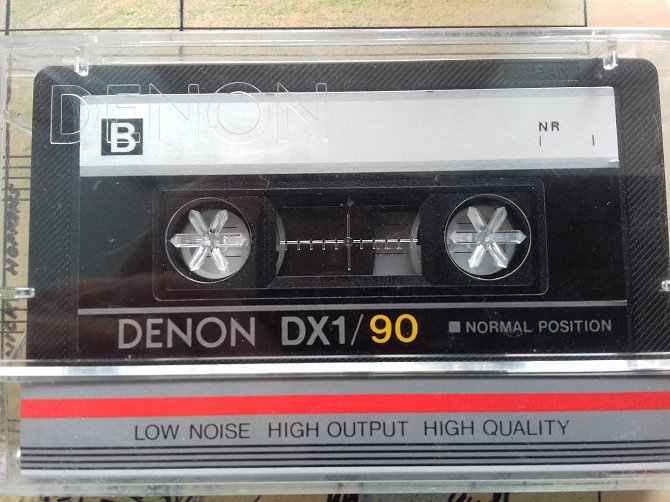 DENON
B
NR
DENON DX1/90 NORMAL POSITION
LOW NOISE HIGH OUTPUT HIGH QUALITY